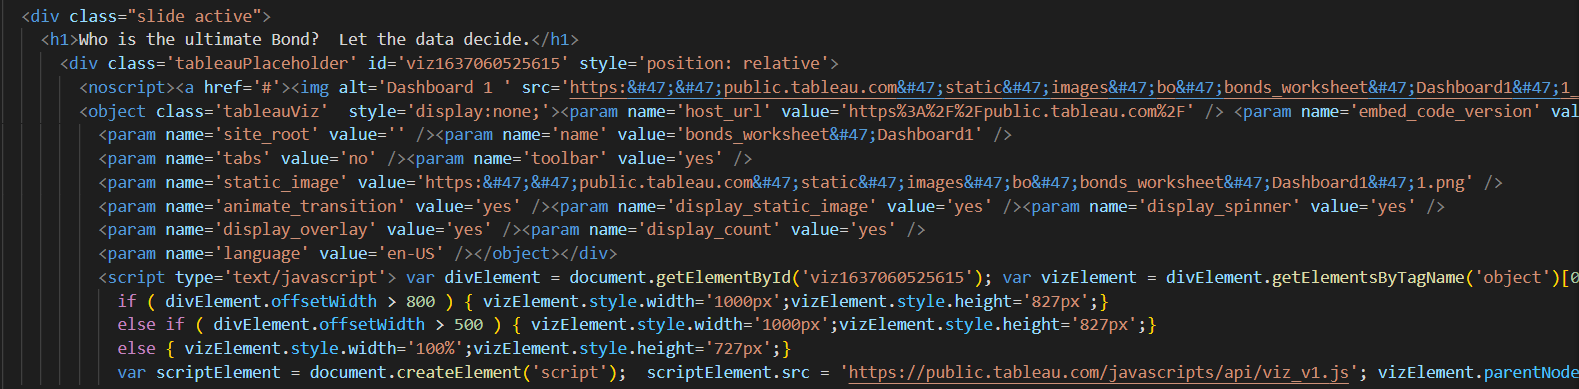 <div class="slide active">
<h1>Who is the ultimate Bond?  Let the data decide.</h1>
<div class='tableauPlaceholder' id='viz1637060525615' style='position: relative'>
<noscript><a href='#'><img alt='Dashboard 1 ' src='https:&#47;&#47;public.tableau.com&#47;static&#47;images&#47;bo&#47;bonds_worksheet&#47;Dashboard1&#47;1_
<object class='tableauViz'  style='display:none;'><param name='host_url' value='https%3A%2F%2Fpublic.tableau.com%2F' /> <param name='embed_code_version' val
<param name='site_root' value='' /><param name='name' value='bonds_worksheet&#47;Dashboard1' />
<param name='tabs' value='no' /><param name='toolbar' value='yes' />
<param name='static_image' value='https:&#47;&#47;public.tableau.com&#47;static&#47;images&#47;bo&#47;bonds_worksheet&#47;Dashboard1&#47;1.png' />
<param name='animate_transition' value='yes' /><param name='display_static_image' value='yes' /><param name='display_spinner' value='yes' />
<param name='display_overlay' value='yes' /><param name='display_count' value='yes' />
<param name='language' value='en-US' /></object></div>
<script type='text/javascript'> var divElement = document.getElementById('viz1637060525615'); var vizElement = divElement.getElementsByTagName('object')[0
if ( divElement.offsetWidth > 800 ) { vizElement.style.width='1000px';vizElement.style.height='827px';}
else if ( divElement.offsetWidth > 500 ) { vizElement.style.width='1000px';vizElement.style.height='827px';}
else { vizElement.style.width='100%';vizElement.style.height='727px';}
var scriptElement = document.createElement('script');  scriptElement.src = 'https://public.tableau.com/javascripts/api/viz_v1.js'; vizElement.parentNode